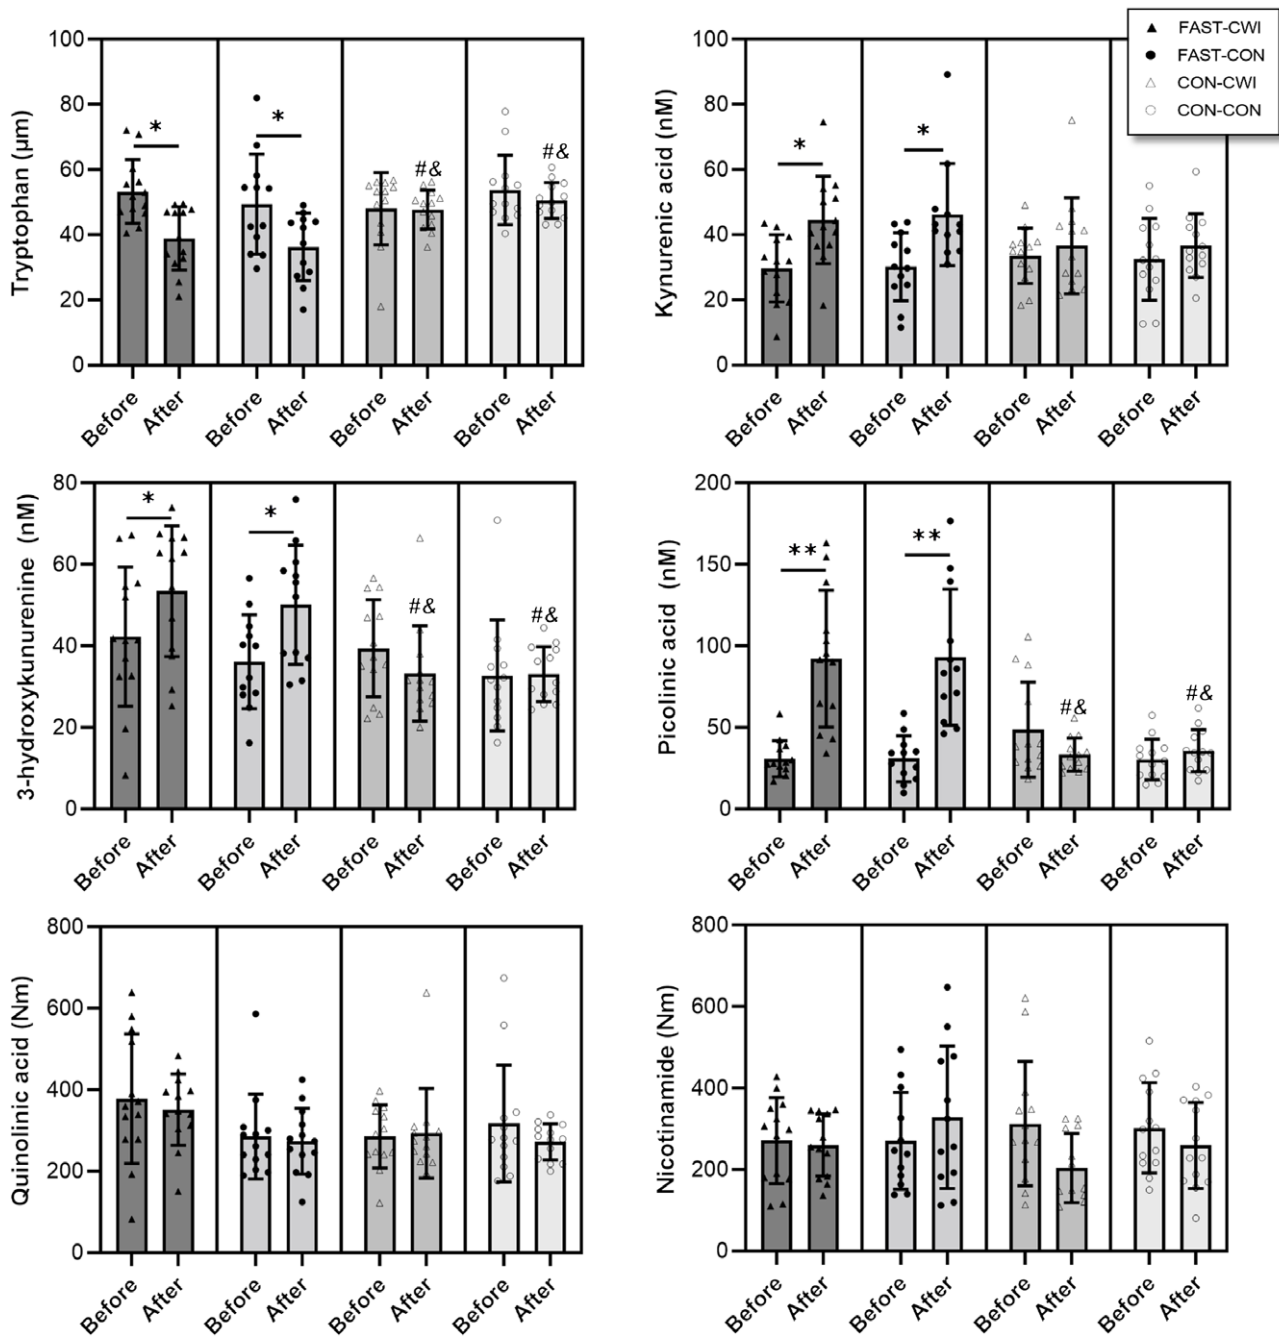 FAST-CWI
FAST-CON
CON-CWI
CON-CON
Tryptophan (μm)
100
80
60
40
20
0
* * #& #&
Before After Before After Before After Before After
Kynurenic acid (nM)
100
80
60
40
20
0
* *
Before After Before After Before After Before After
3-hydroxykunurenine (nM)
80
60
40
20
0
* * #& #&
Before After Before After Before After Before After
Picolinic acid (nM)
200
150
100
50
0
** ** #& #&
Before After Before After Before After Before After
Quinolinic acid (Nm)
800
600
400
200
0
Before After Before After Before After Before After
Nicotinamide (Nm)
800
600
400
200
0
Before After Before After Before After Before After